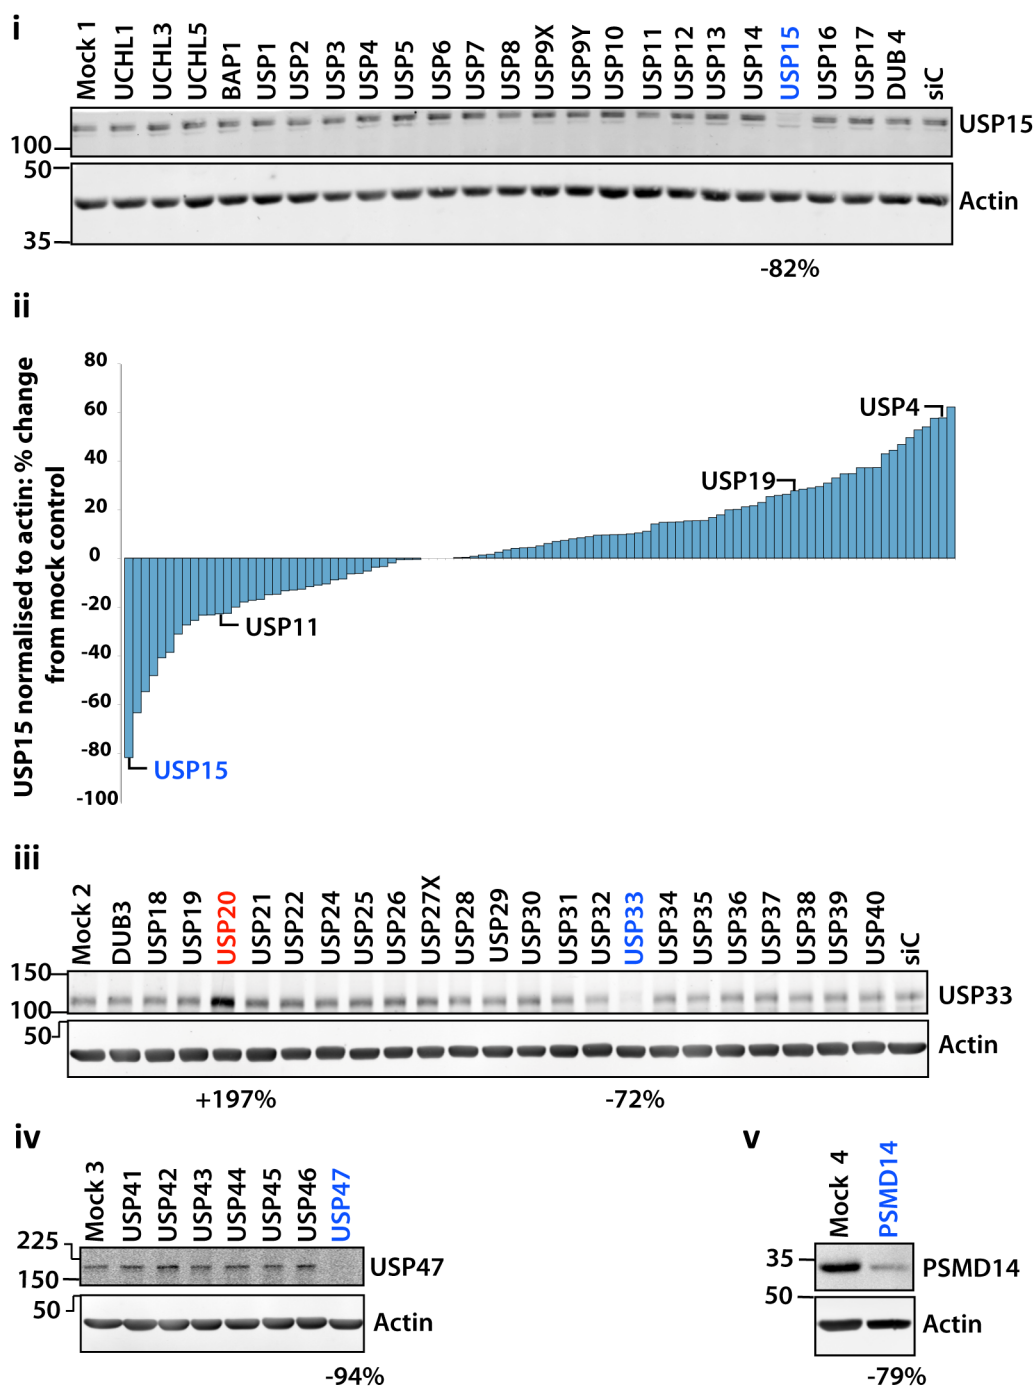 i
Mock 1 UCHL1 UCHL3 UCHL5 BAP1 USP1 USP2 USP3 USP4 USP5 USP6 USP7 USP8 USP9X USP9Y USP10 USP11 USP12 USP13 USP14 USP15 USP16 USP17 DUB 4 siC
USP15
100
50
Actin
35
-82%
ii
USP15 normalised to actin: % change
from mock control
80
60
USP4
40
USP19
20
0
-20
USP11
-40
-60
-80
USP15
-100
iii
Mock 2 DUB3 USP18 USP19 USP20 USP21 USP22 USP24 USP25 USP26 USP27X USP28 USP29 USP30 USP31 USP32 USP33 USP34 USP35 USP36 USP37 USP38 USP39 USP40 siC
150
USP33
100
50
Actin
+197% -72%
iv
Mock 3 USP41 USP42 USP43 USP44 USP45 USP46 USP47
225
USP47
150
50
Actin
-94%
v
Mock 4 PSMD14
35
PSMD14
50
Actin
-79%